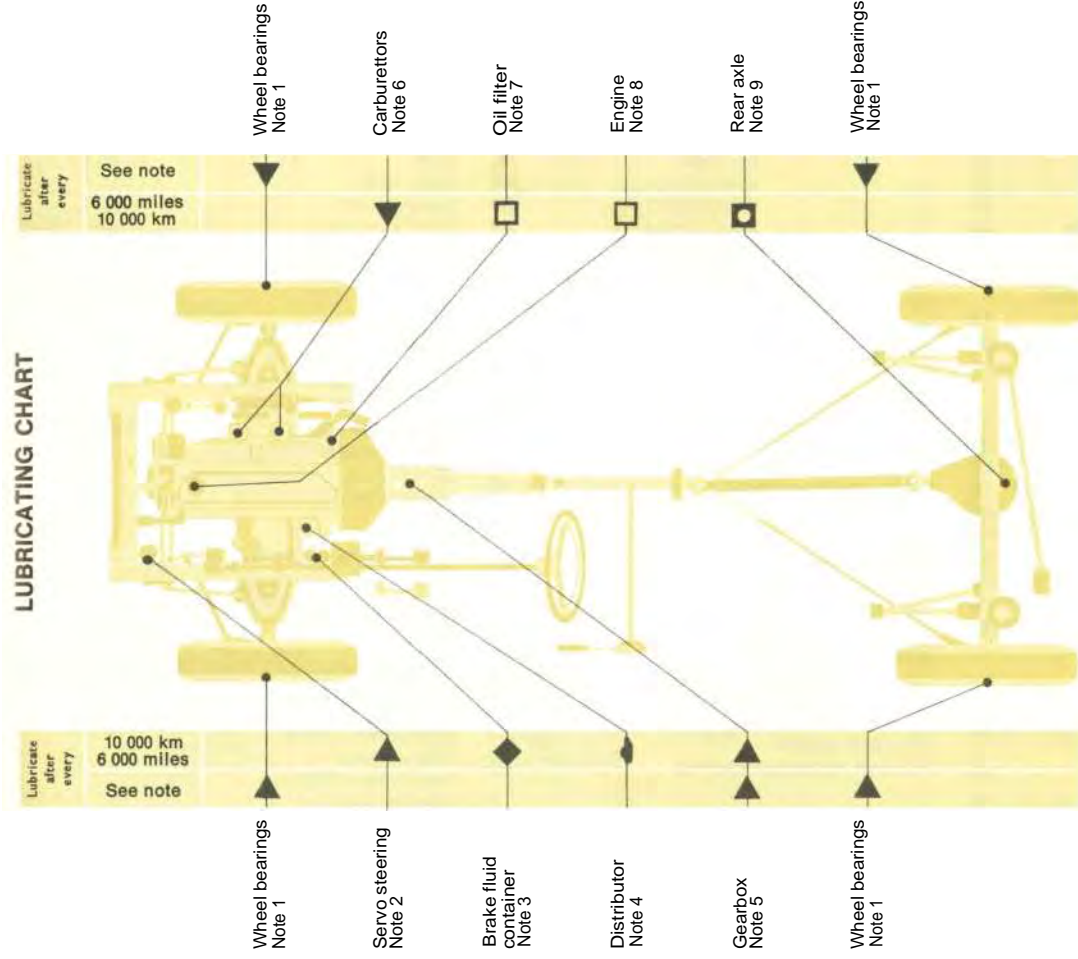 LUBRICATING CHART
Lubricate
after
every
See note
6 000 miles
10 000 km
Wheel bearings
Note 1
Carburettors
Note 6
Oil filter
Note 7
Engine
Note 8
Rear axle
Note 9
Wheel bearings
Note 1
Lubricate
after
every
10 000 km
6 000 miles
See note
Wheel bearings
Note 1
Servo steering
Note 2
Brake fluid
container
Note 3
Distributor
Note 4
Gearbox
Note 5
Wheel bearings
Note 1